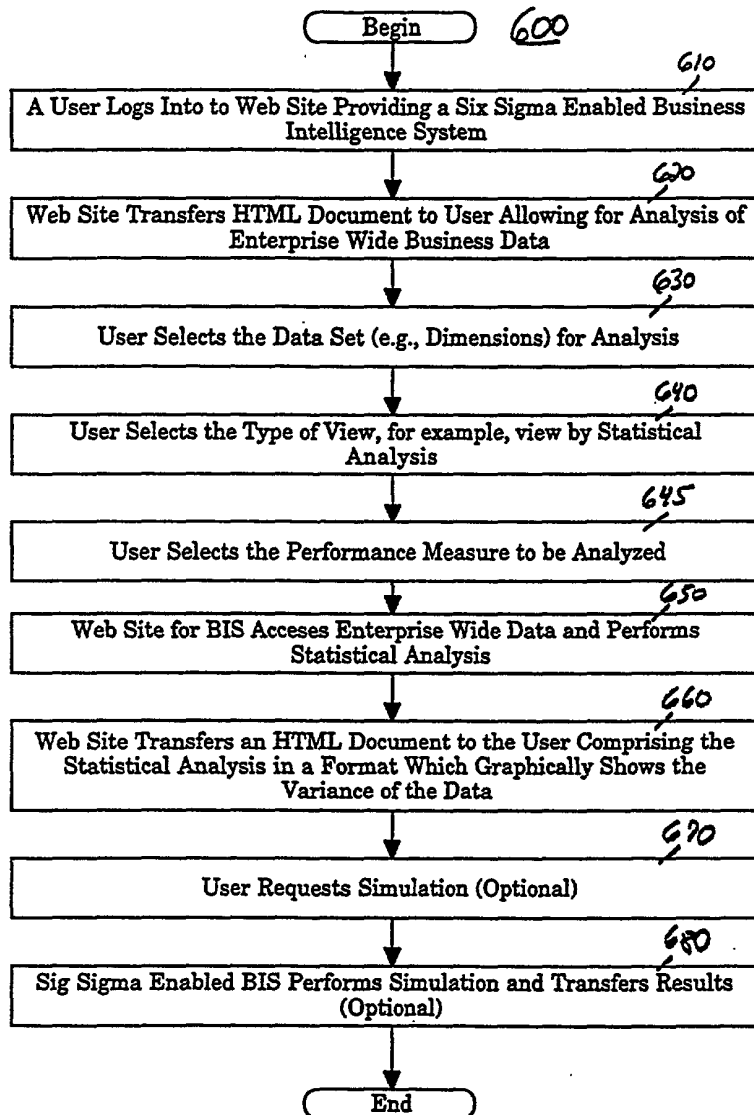 Begin
600
610
A User Logs Into to Web Site Providing a Six Sigma Enabled Business
Intelligence System
620
Web Site Transfers HTML Document to User Allowing for Analysis of
Enterprise Wide Business Data
630
User Selects the Data Set (e.g., Dimensions) for Analysis
640
User Selects the Type of View, for example, view by Statistical
Analysis
645
User Selects the Performance Measure to be Analyzed
650
Web Site for BIS Acceses Enterprise Wide Data and Performs
Statistical Analysis
660
Web Site Transfers an HTML Document to the User Comprising the
Statistical Analysis in a Format Which Graphically Shows the
Variance of the Data
670
User Requests Simulation (Optional)
680
Sig Sigma Enabled BIS Performs Simulation and Transfers Results
(Optional)
End